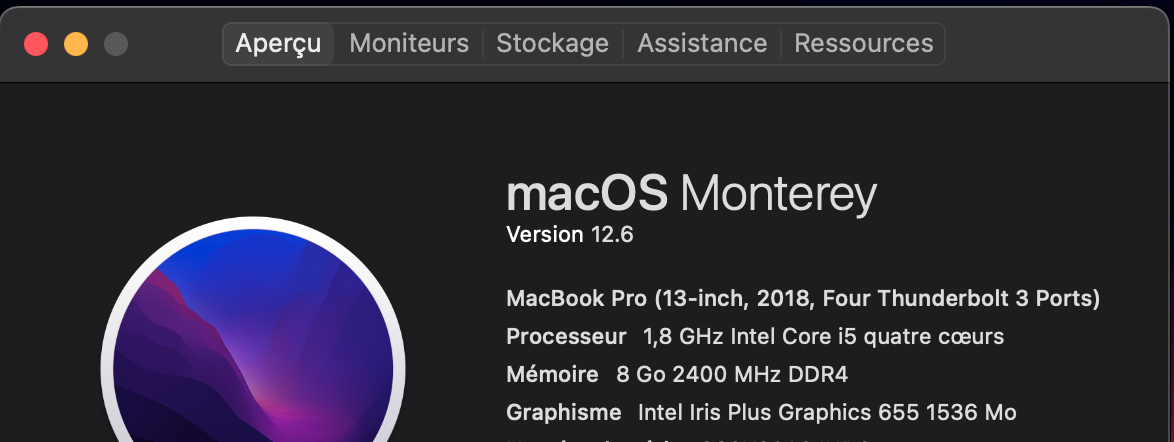 Aperçu Moniteurs Stockage Assistance Ressources
macOS Monterey
Version 12.6
MacBook Pro (13-inch, 2018, Four Thunderbolt 3 Ports)
Processeur 1,8 GHz Intel Core i5 quatre cœurs
Mémoire 8 Go 2400 MHz DDR4
Graphisme Intel Iris Plus Graphics 655 1536 Mo